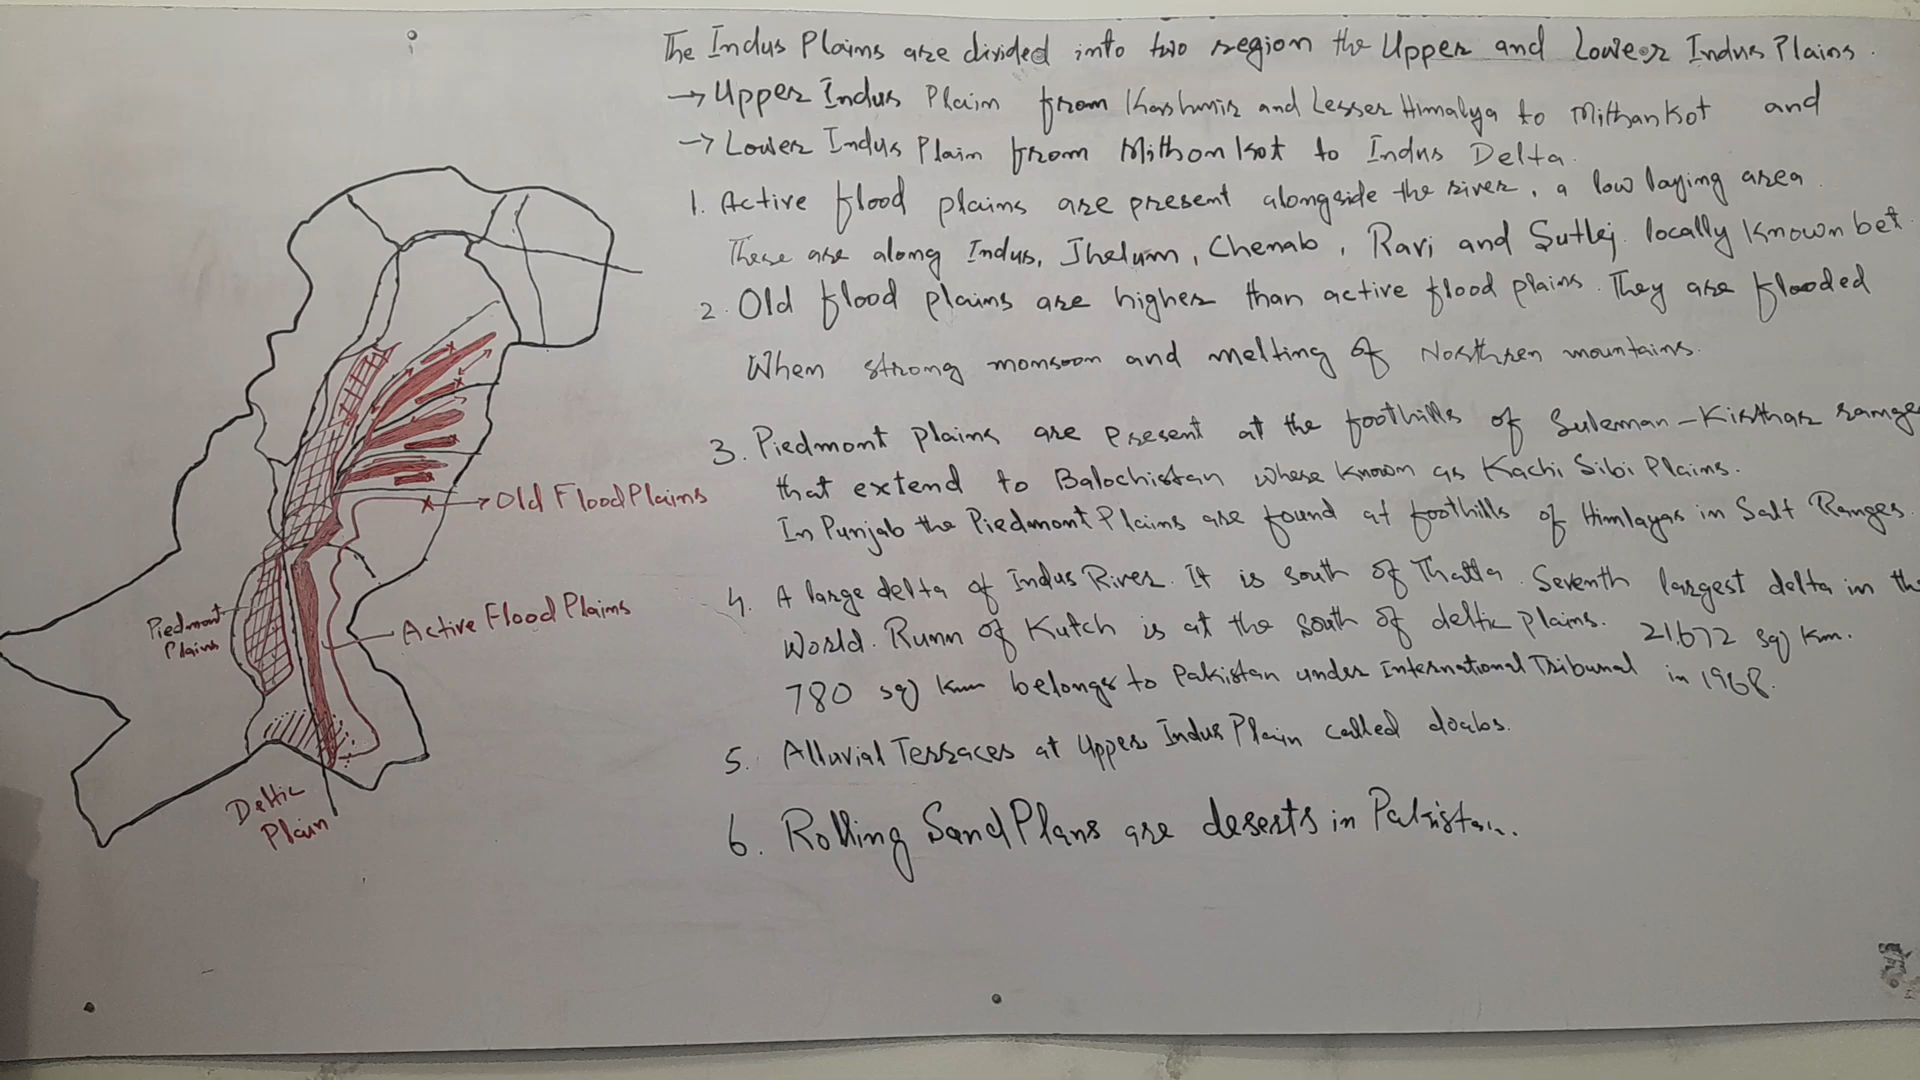 The Indus Plains are divided into two region the Upper and Lower Indus Plains.
→ Upper Indus Plain from Kashmir and Lesser Himalya to Mithankot and
→ Lower Indus Plain from Mithonkot to Indus Delta.
1. Active flood plains are present alongside the river, a low laying area.
These are along Indus, Jhelum, Chenab, Ravi and Sutlej. locally known bet
2. Old flood plains are higher than active flood plains. They are flooded
When strong monsoon and melting of Northren mountains.
3. Piedmont plains are present at the foothills of Suleman-Kirthar range
that extend to Balochistan where known as Kachi Sibi Plains.
In Punjab the Piedmont Plains are found at foothills of Himlayas in Salt Ranges.
4. A large delta of Indus River. It is south of Thatta. Seventh largest delta in the
World. Runn of Kutch is at the south of deltic plains. 21672 sq) km.
780 sq) km belongs to Pakistan under International Tribunal in 1968.
5. Alluvial Terraces at Upper Indus Plain called doabs.
6. Rolling Sand Plans are deserts in Pakistan.
Old Flood Plains
Active Flood Plains
Piedmont
Plains
Deltic
Plain